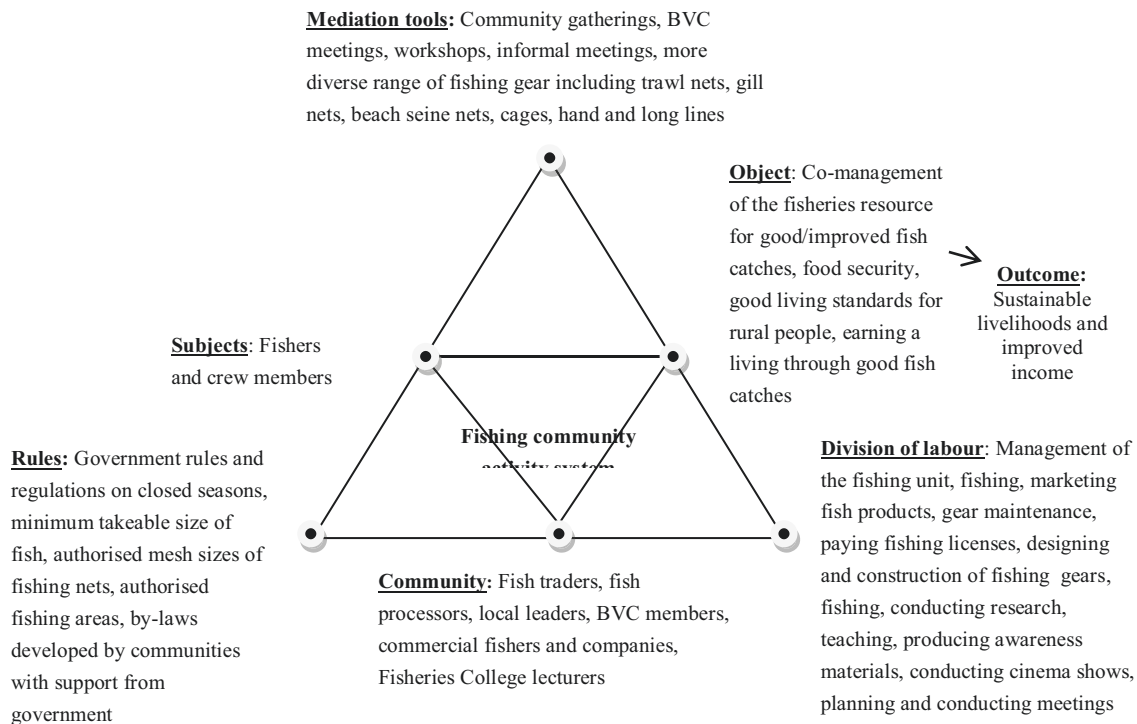 Mediation tools: Community gatherings, BVC
meetings, workshops, informal meetings, more
diverse range of fishing gear including trawl nets, gill
nets, beach seine nets, cages, hand and long lines
Object: Co-management
of the fisheries resource
for good/improved fish
catches, food security,
good living standards for
rural people, earning a
living through good fish
catches
Outcome:
Sustainable
livelihoods and
improved
income
Subjects: Fishers
and crew members
Fishing community
activity system
Rules: Government rules and
regulations on closed seasons,
minimum takeable size of
fish, authorised mesh sizes of
fishing nets, authorised
fishing areas, by-laws
developed by communities
with support from
government
Community: Fish traders, fish
processors, local leaders, BVC members,
commercial fishers and companies,
Fisheries College lecturers
Division of labour: Management of
the fishing unit, fishing, marketing
fish products, gear maintenance,
paying fishing licenses, designing
and construction of fishing gears,
fishing, conducting research,
teaching, producing awareness
materials, conducting cinema shows,
planning and conducting meetings